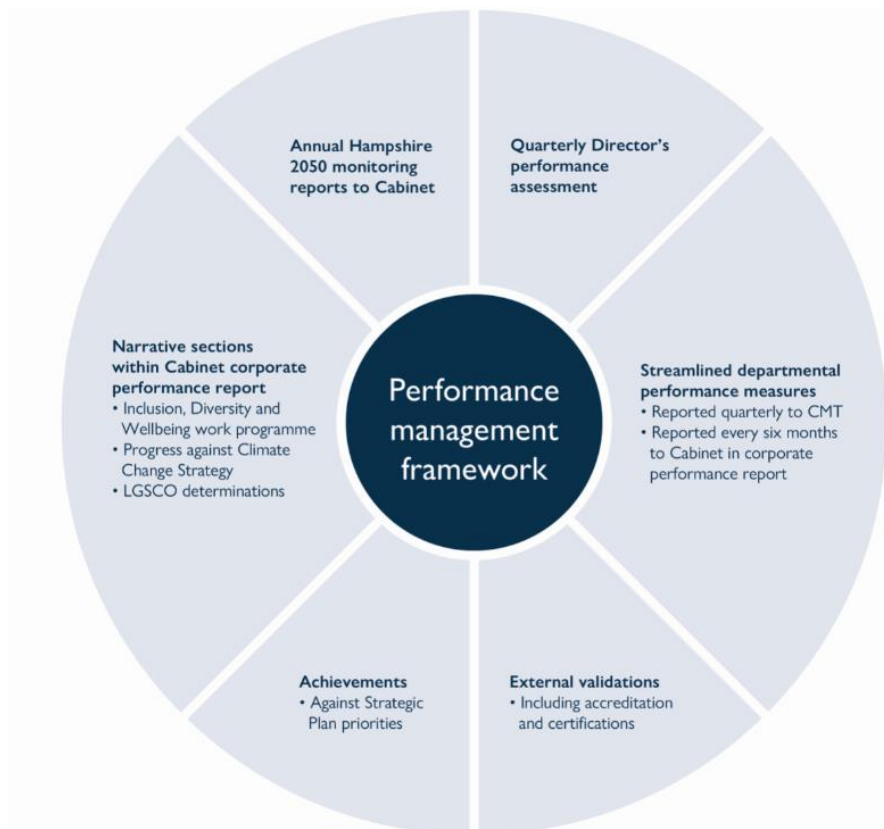 Annual Hampshire
2050 monitoring
reports to Cabinet
Quarterly Director's
performance
assessment
Narrative sections
within Cabinet corporate
performance report
• Inclusion, Diversity and
Wellbeing work programme
• Progress against Climate
Change Strategy
• LGSCO determinations
Performance
management
framework
Streamlined departmental
performance measures
• Reported quarterly to CMT
• Reported every six months
to Cabinet in corporate
performance report
Achievements
• Against Strategic
Plan priorities
External validations
• Including accreditation
and certifications